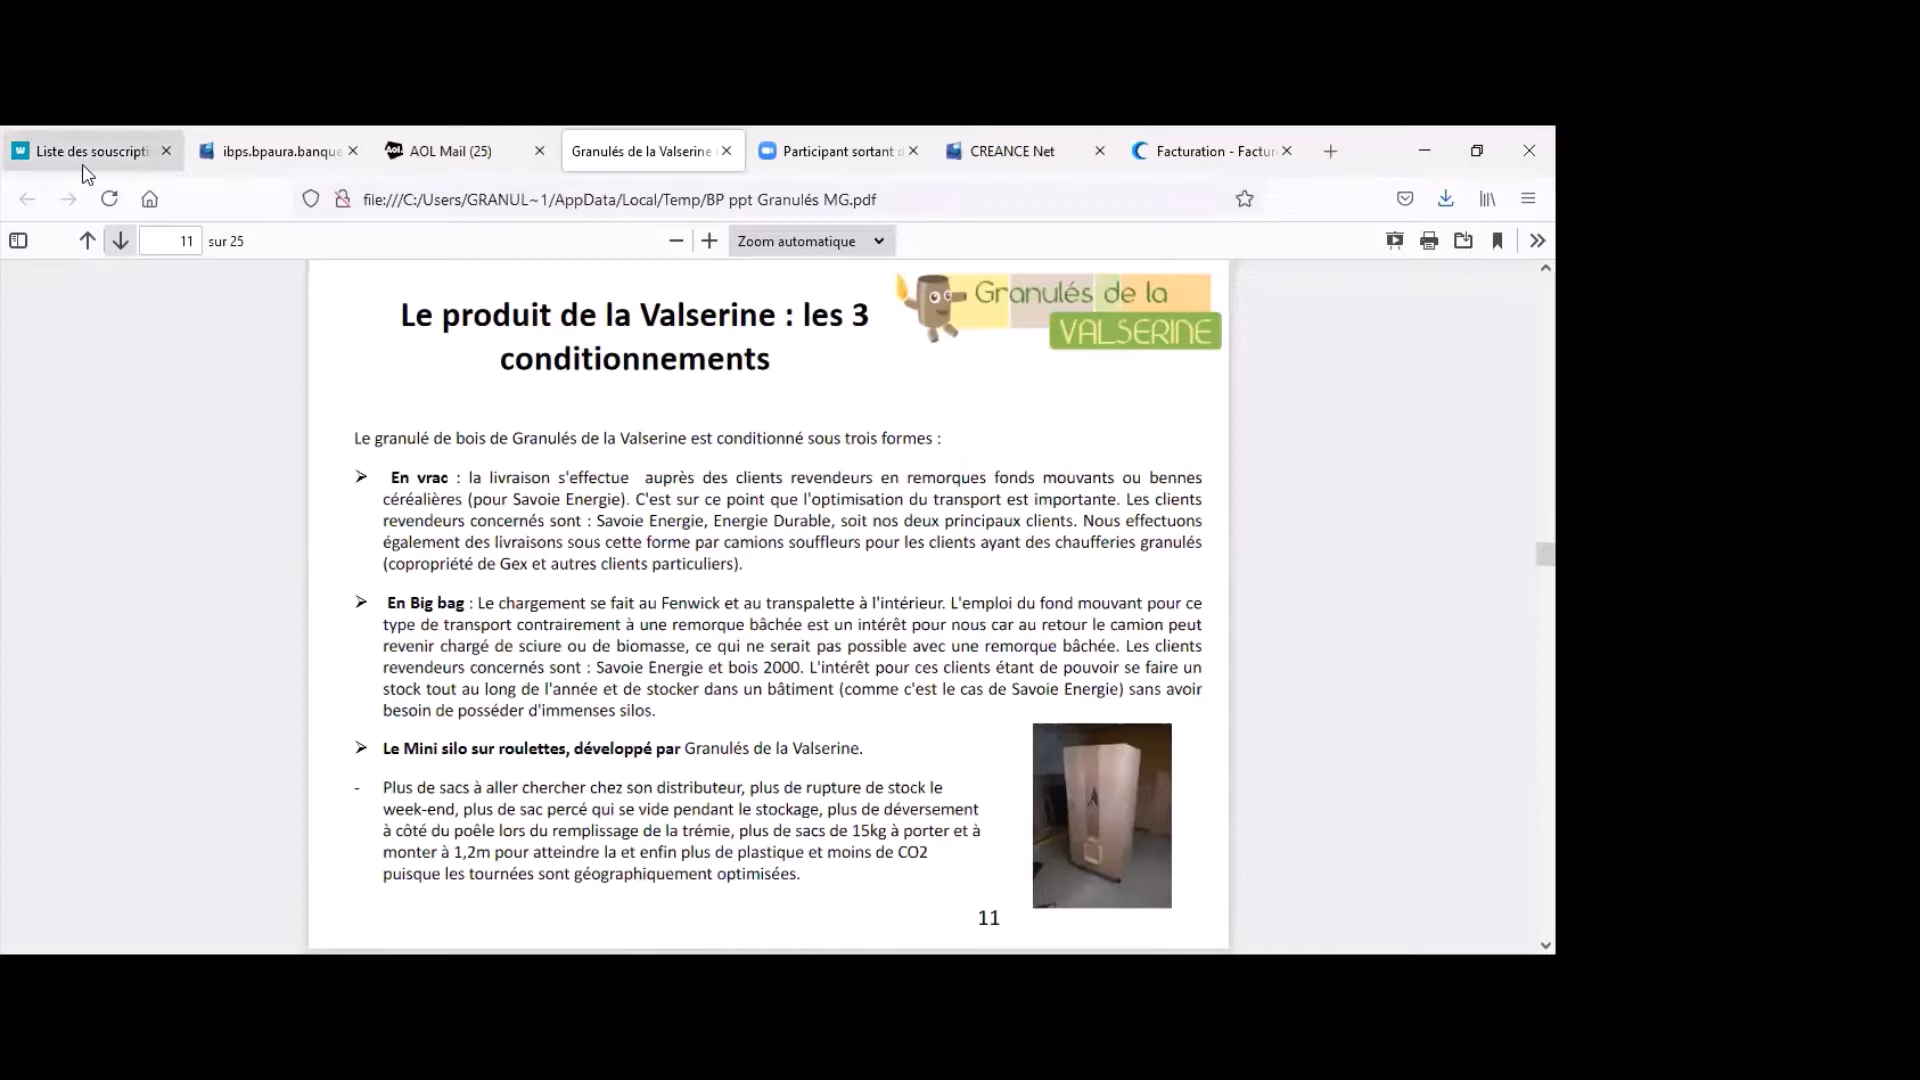 Liste des souscripti
ibps.bpaura.banque
AOL Mail (25)
Granulés de la Valserine
Participant sortant
CREANCE Net
Facturation - Factur
file:///C:/Users/GRANUL~1/AppData/Local/Temp/BP ppt Granulés MG.pdf
11 sur 25
Zoom automatique
Le produit de la Valserine : les 3
conditionnements
Granulés de la
VALSERINE
Le granulé de bois de Granulés de la Valserine est conditionné sous trois formes :
➢ En vrac : la livraison s'effectue auprès des clients revendeurs en remorques fonds mouvants ou bennes
céréalières (pour Savoie Energie). C'est sur ce point que l'optimisation du transport est importante. Les clients
revendeurs concernés sont : Savoie Energie, Energie Durable, soit nos deux principaux clients. Nous effectuons
également des livraisons sous cette forme par camions souffleurs pour les clients ayant des chaufferies granulés
(copropriété de Gex et autres clients particuliers).
➢ En Big bag : Le chargement se fait au Fenwick et au transpalette à l'intérieur. L'emploi du fond mouvant pour ce
type de transport contrairement à une remorque bâchée est un intérêt pour nous car au retour le camion peut
revenir chargé de sciure ou de biomasse, ce qui ne serait pas possible avec une remorque bâchée. Les clients
revendeurs concernés sont : Savoie Energie et bois 2000. L'intérêt pour ces clients étant de pouvoir se faire un
stock tout au long de l'année et de stocker dans un bâtiment (comme c'est le cas de Savoie Energie) sans avoir
besoin de posséder d'immenses silos.
➢ Le Mini silo sur roulettes, développé par Granulés de la Valserine.
- Plus de sacs à aller chercher chez son distributeur, plus de rupture de stock le
week-end, plus de sac percé qui se vide pendant le stockage, plus de déversement
à côté du poêle lors du remplissage de la trémie, plus de sacs de 15kg à porter et à
monter à 1,2m pour atteindre la et enfin plus de plastique et moins de CO2
puisque les tournées sont géographiquement optimisées.
11